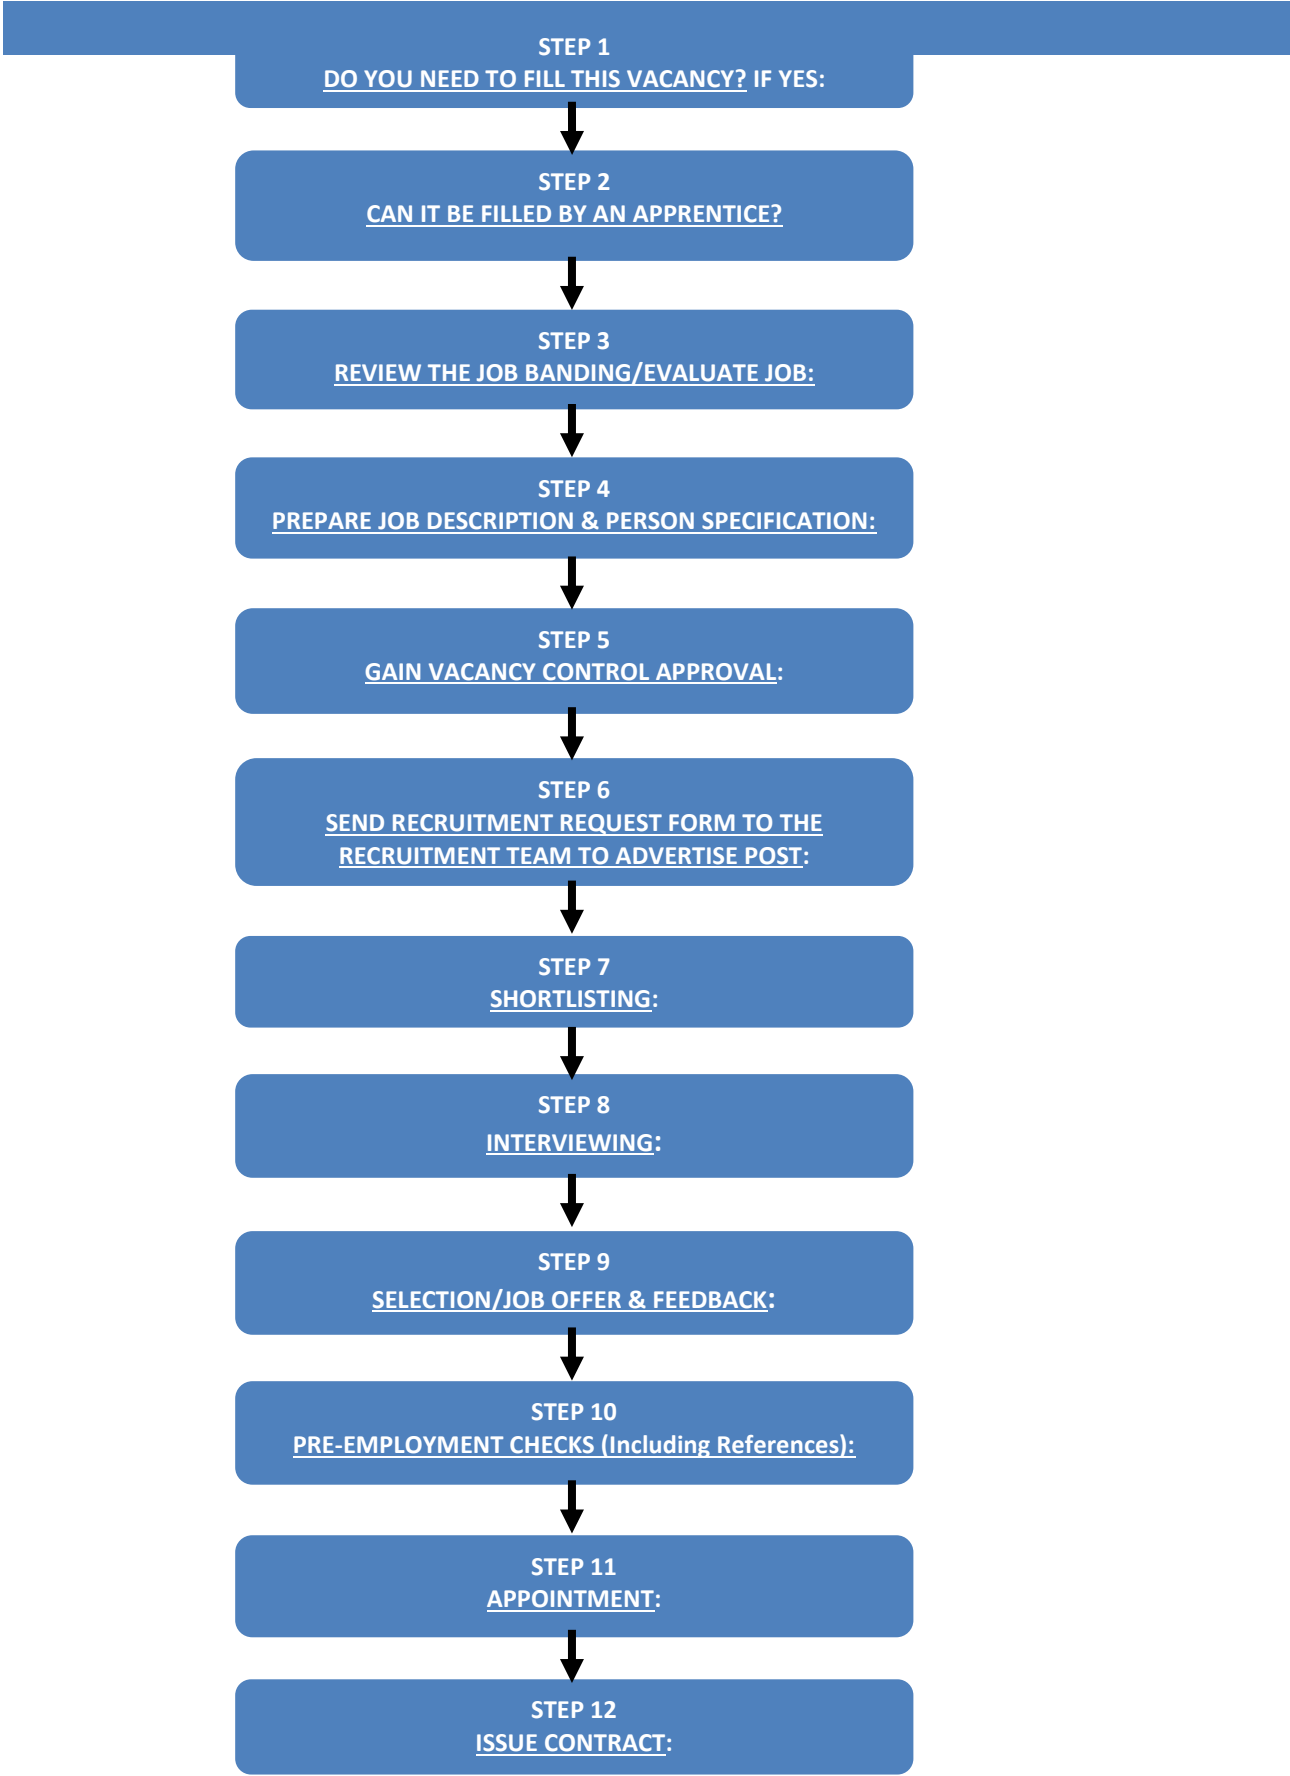 STEP 1
DO YOU NEED TO FILL THIS VACANCY? IF YES:
STEP 2
CAN IT BE FILLED BY AN APPRENTICE?
STEP 3
REVIEW THE JOB BANDING/EVALUATE JOB:
STEP 4
PREPARE JOB DESCRIPTION & PERSON SPECIFICATION:
STEP 5
GAIN VACANCY CONTROL APPROVAL:
STEP 6
SEND RECRUITMENT REQUEST FORM TO THE
RECRUITMENT TEAM TO ADVERTISE POST:
STEP 7
SHORTLISTING:
STEP 8
INTERVIEWING:
STEP 9
SELECTION/JOB OFFER & FEEDBACK:
STEP 10
PRE-EMPLOYMENT CHECKS (Including References):
STEP 11
APPOINTMENT:
STEP 12
ISSUE CONTRACT: